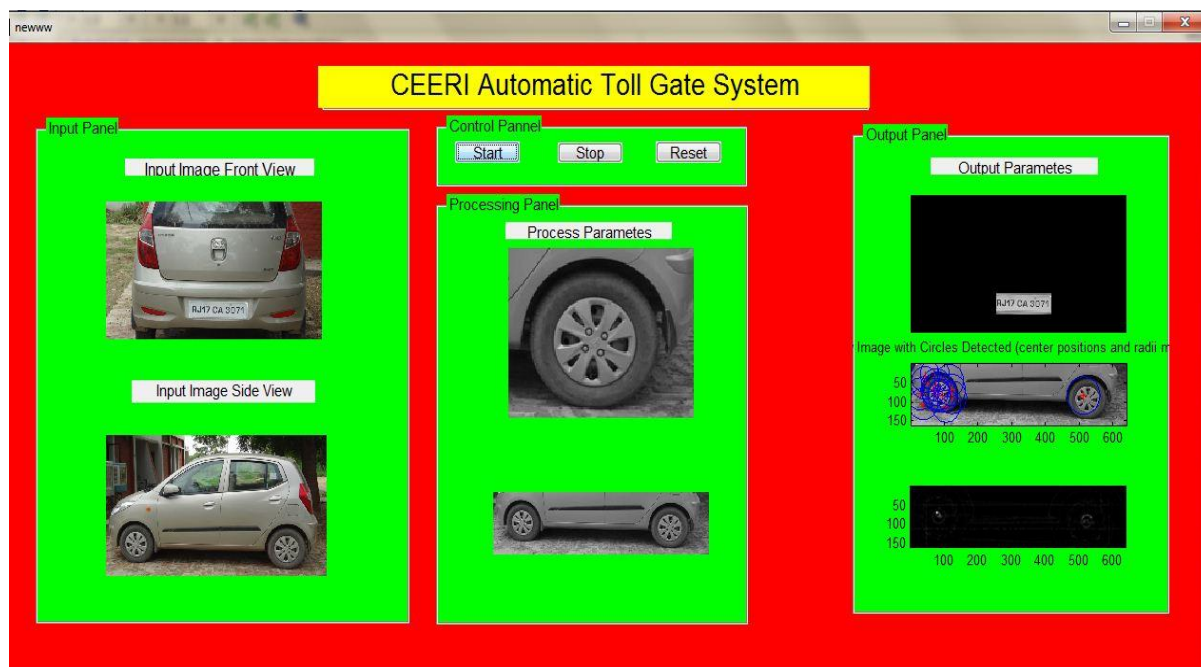 newww
CEERI Automatic Toll Gate System
Input Panel
Input Image Front View
RJ17 CA 3071
Input Image Side View
Control Pannel
Start Stop Reset
Processing Panel
Process Parametes
Output Panel
Output Parametes
RJ17 CA 3071
Image with Circles Detected (center positions and radii m
50
100
150
100 200 300 400 500 600
50
100
150
100 200 300 400 500 600